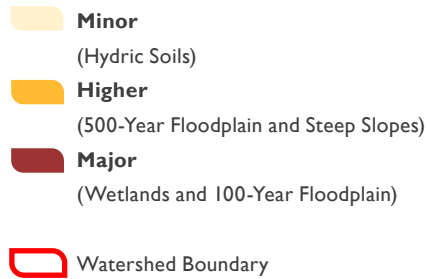 Minor
(Hydric Soils)
Higher
(500-Year Floodplain and Steep Slopes)
Major
(Wetlands and 100-Year Floodplain)
Watershed Boundary